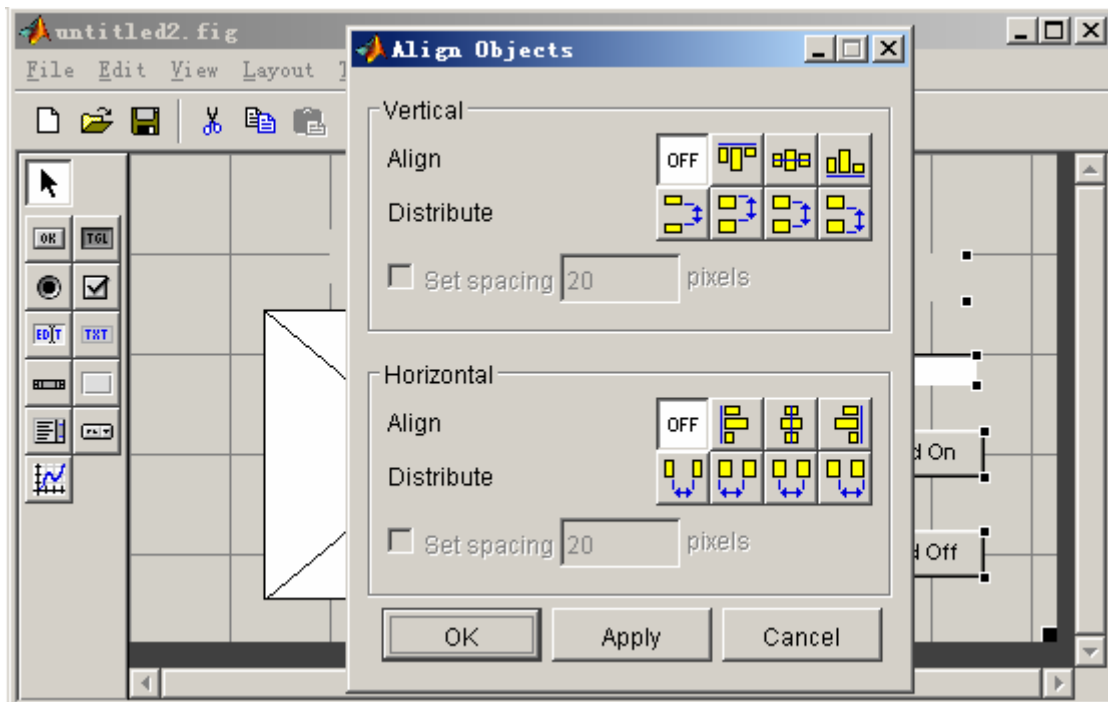 untitled2.fig
Align Objects
File Edit View Layout
Vertical
Align
OFF
Distribute
Set spacing 20 pixels
OK TGL
EDIT TXT
Horizontal
Align
OFF
Distribute
Set spacing 20 pixels
d On
d Off
OK Apply Cancel